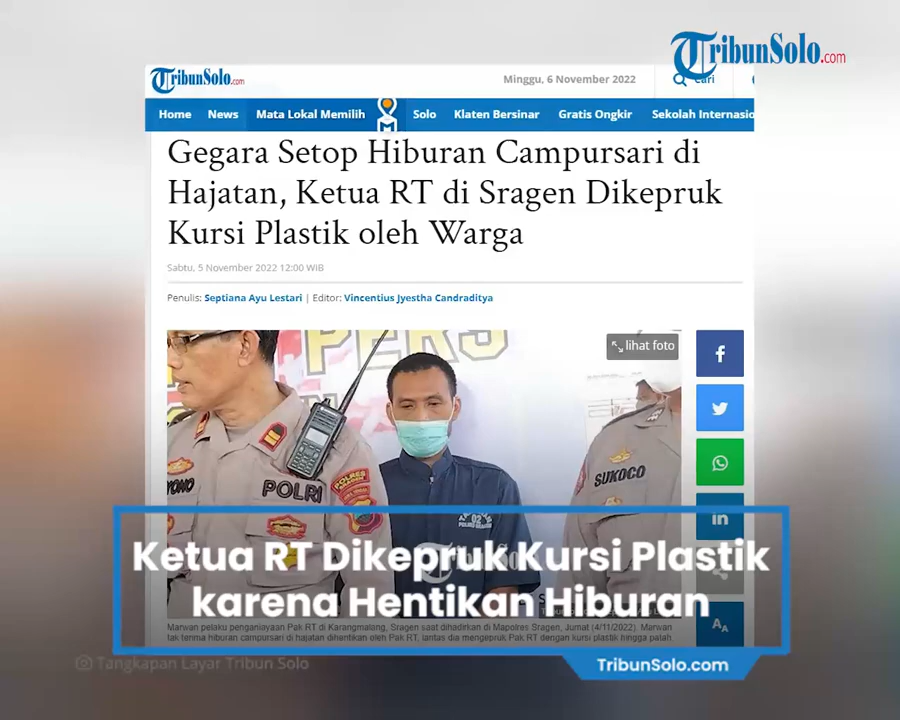 TribunSolo.com
TribunSolo.com
Minggu, 6 November 2022
Cari
Home News Mata Lokal Memilih Solo Klaten Bersinar Gratis Ongkir Sekolah Internasio
Gegara Setop Hiburan Campursari di
Hajatan, Ketua RT di Sragen Dikepruk
Kursi Plastik oleh Warga
Sabtu, 5 November 2022 12:00 WIB
Penulis: Septiana Ayu Lestari | Editor: Vincentius Jyestha Candraditya
PERS
lihat foto
YONO
POLRI
POLRES
SRAGEN
SUKOCO
02
Ketua RT Dikepruk Kursi Plastik
karena Hentikan Hiburan
Marwan pelaku penganiayaan Pak RT di Karangmalang, Sragen saat dihadirkan di Mapolres Sragen, Jumat (4/11/2022). Marwan
tak terima hiburan campursari di hajatan dihentikan oleh Pak RT, lantas dia mengepruk Pak RT dengan kursi plastik hingga patah.
Tangkapan Layar Tribun Solo
TribunSolo.com